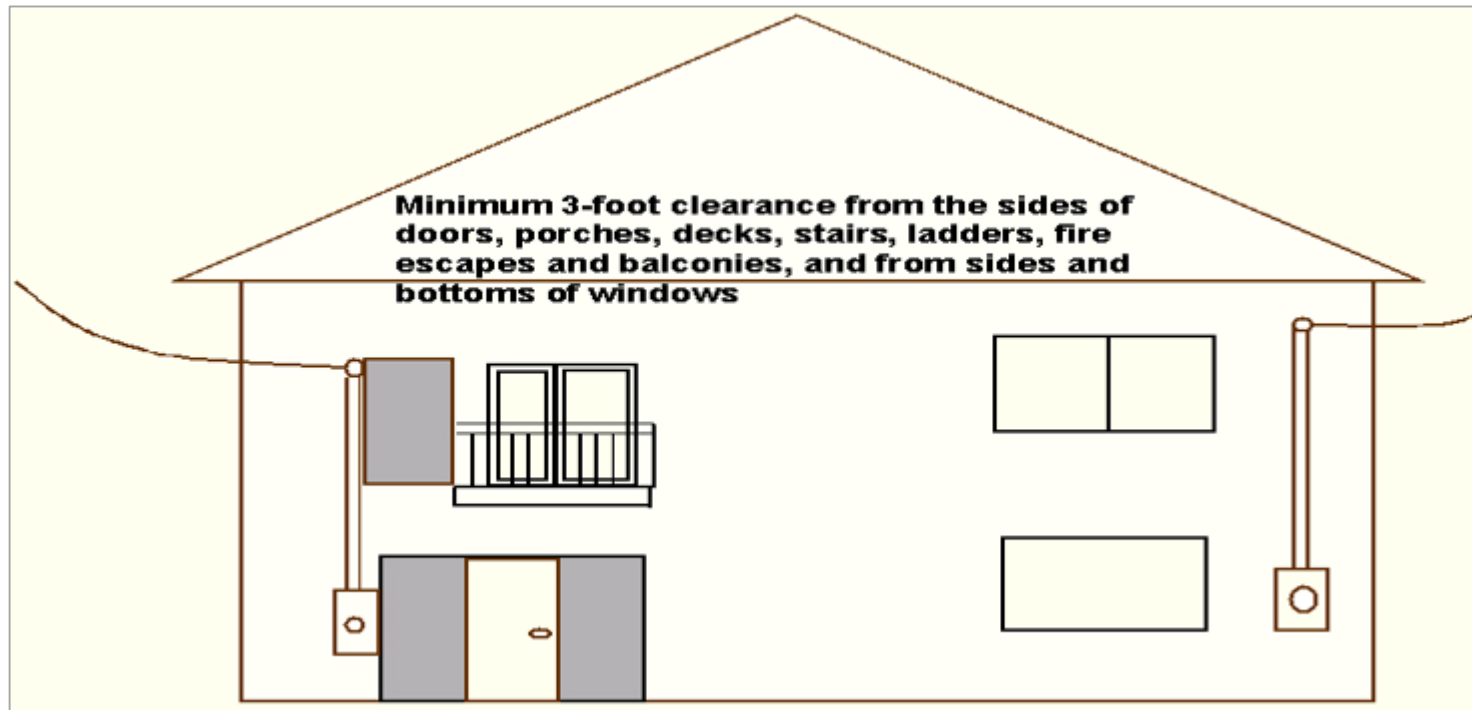 Minimum 3-foot clearance from the sides of
doors, porches, decks, stairs, ladders, fire
escapes and balconies, and from sides and
bottoms of windows